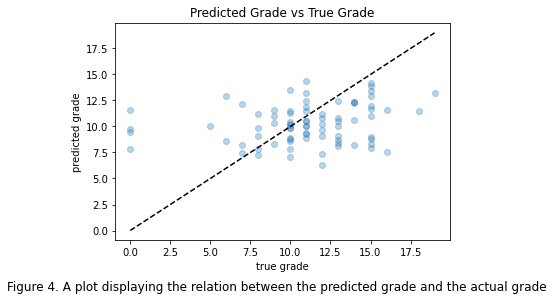 Predicted Grade vs True Grade
17.5
15.0
12.5
10.0
7.5
5.0
2.5
0.0
predicted grade
0.0 2.5 5.0 7.5 10.0 12.5 15.0 17.5
true grade
Figure 4. A plot displaying the relation between the predicted grade and the actual grade